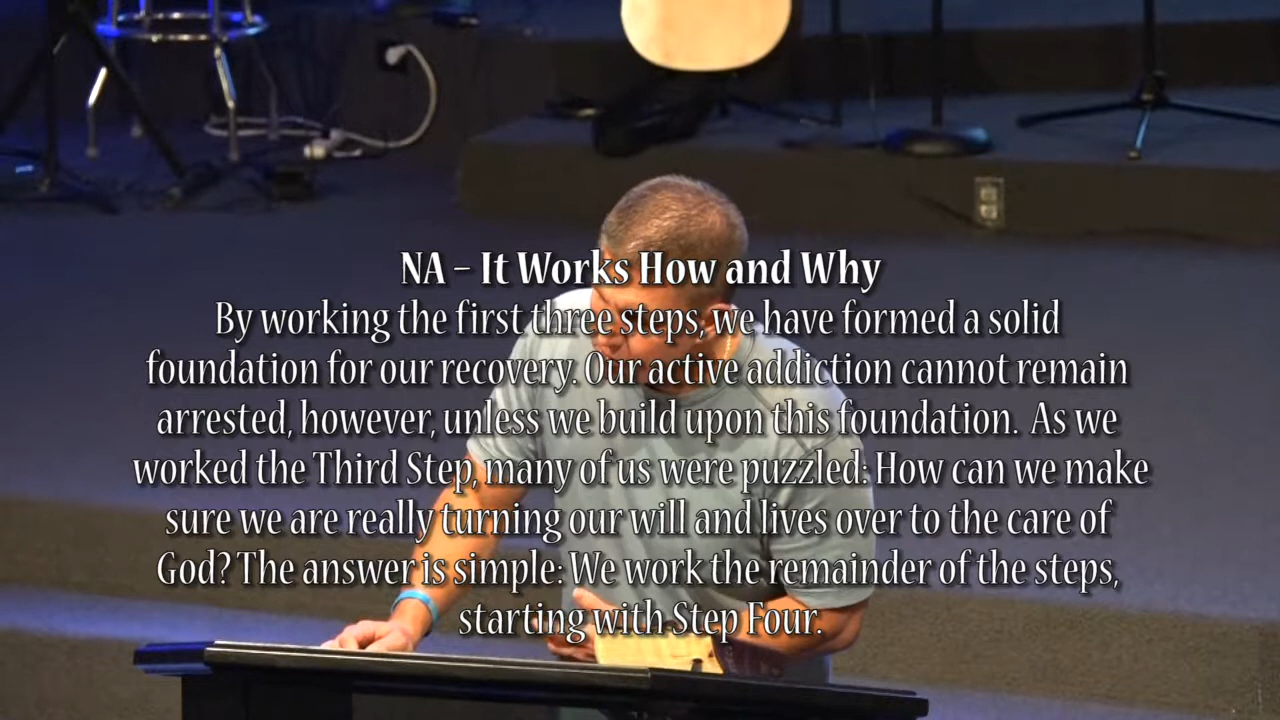 NA – It Works How and Why
By working the first three steps, we have formed a solid
foundation for our recovery. Our active addiction cannot remain
arrested, however, unless we build upon this foundation. As we
worked the Third Step, many of us were puzzled: How can we make
sure we are really turning our will and lives over to the care of
God? The answer is simple: We work the remainder of the steps,
starting with Step Four.